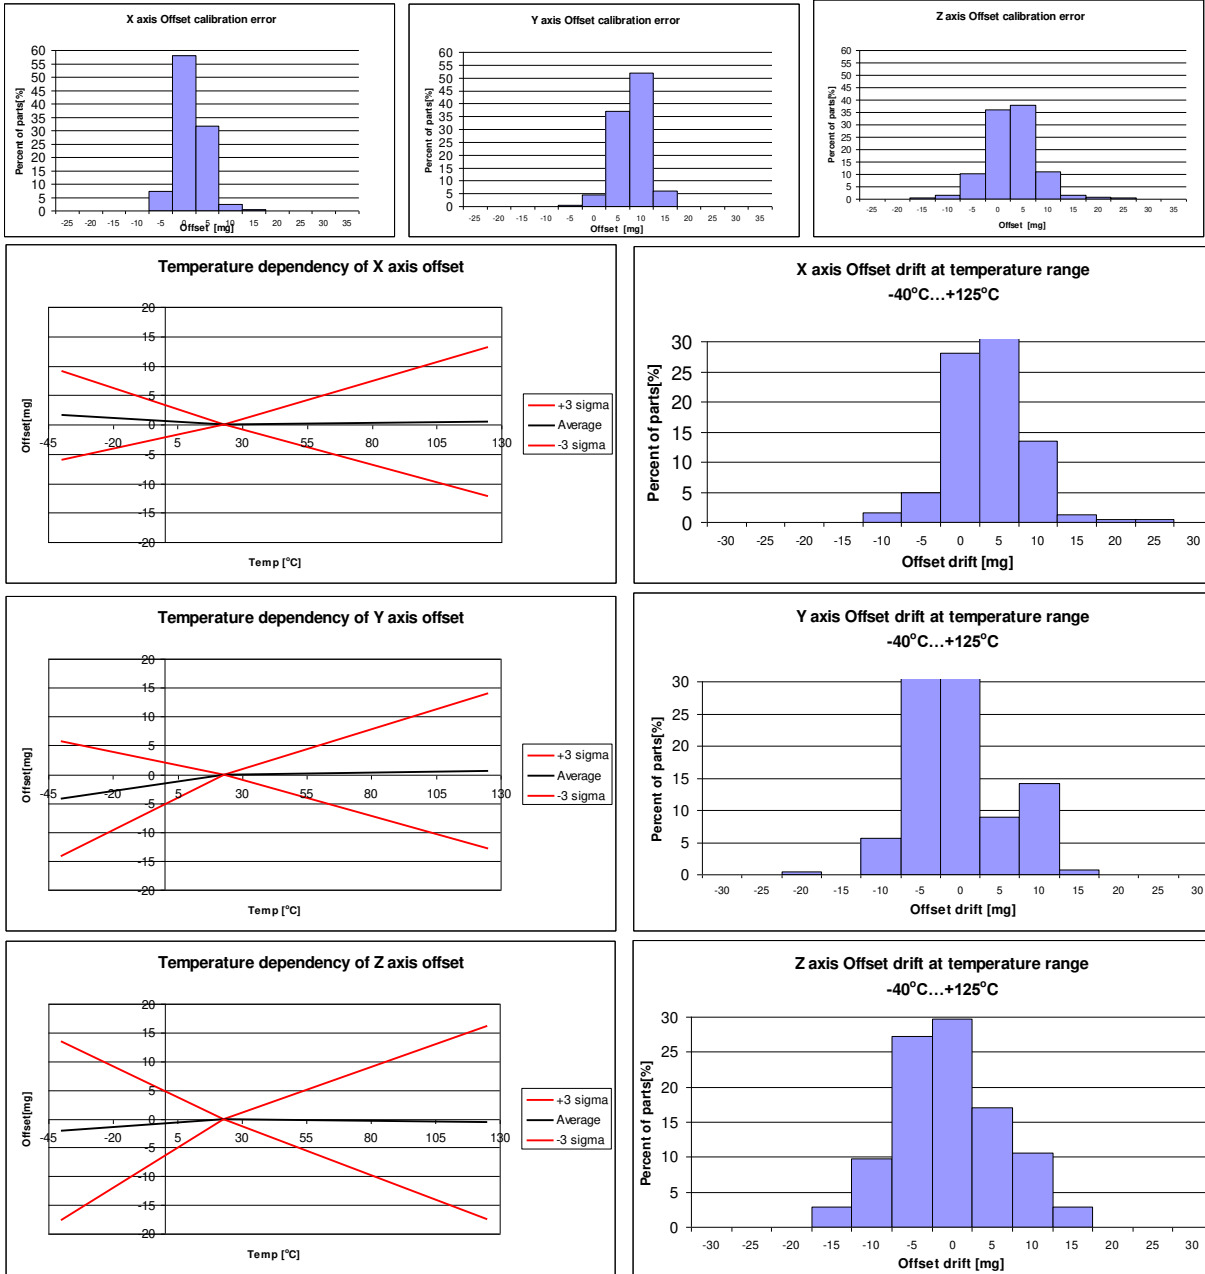 X axis Offset calibration error
Percent of parts[%]
60
55
50
45
40
35
30
25
20
15
10
5
0
-25 -20 -15 -10 -5 0 5 10 15 20 25 30 35
Offset [mg]
Y axis Offset calibration error
Percent of parts[%]
60
55
50
45
40
35
30
25
20
15
10
5
0
-25 -20 -15 -10 -5 0 5 10 15 20 25 30 35
Offset [mg]
Z axis Offset calibration error
Percent of parts[%]
60
55
50
45
40
35
30
25
20
15
10
5
0
-25 -20 -15 -10 -5 0 5 10 15 20 25 30 35
Offset [mg]
Temperature dependency of X axis offset
Offset[mg]
20
15
10
5
0
-5
-10
-15
-20
-45 -20 5 30 55 80 105 130
Temp [°C]
+3 sigma
Average
-3 sigma
X axis Offset drift at temperature range
-40°C...+125°C
Percent of parts[%]
30
25
20
15
10
5
0
-30 -25 -20 -15 -10 -5 0 5 10 15 20 25 30
Offset drift [mg]
Temperature dependency of Y axis offset
Offset[mg]
20
15
10
5
0
-5
-10
-15
-20
-45 -20 5 30 55 80 105 130
Temp [°C]
+3 sigma
Average
-3 sigma
Y axis Offset drift at temperature range
-40°C...+125°C
Percent of parts[%]
30
25
20
15
10
5
0
-30 -25 -20 -15 -10 -5 0 5 10 15 20 25 30
Offset drift [mg]
Temperature dependency of Z axis offset
Offset[mg]
20
15
10
5
0
-5
-10
-15
-20
-45 -20 5 30 55 80 105 130
Temp [°C]
+3 sigma
Average
-3 sigma
Z axis Offset drift at temperature range
-40°C...+125°C
Percent of parts[%]
30
25
20
15
10
5
0
-30 -25 -20 -15 -10 -5 0 5 10 15 20 25 30
Offset drift [mg]